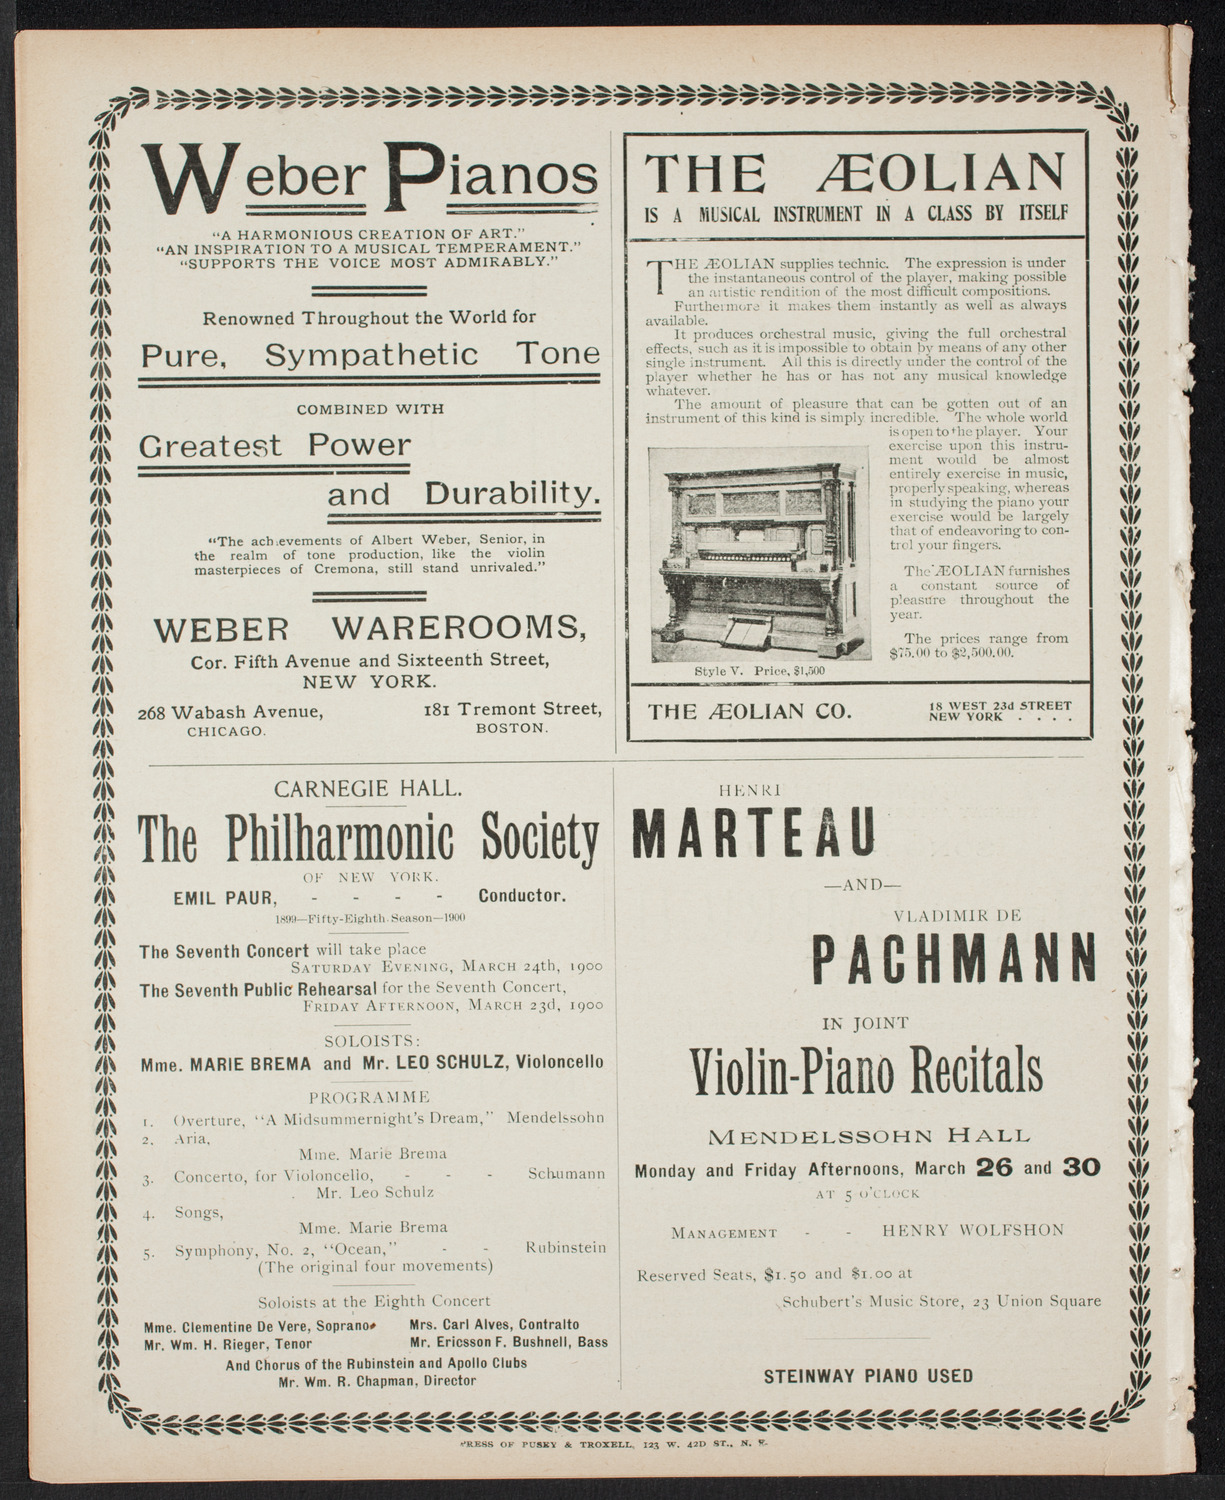 Weber Pianos
"A HARMONIOUS CREATION OF ART."
"AN INSPIRATION TO A MUSICAL TEMPERAMENT."
"SUPPORTS THE VOICE MOST ADMIRABLY."
Renowned Throughout the World for
Pure, Sympathetic Tone
COMBINED WITH
Greatest Power
and Durability.
"The achievements of Albert Weber, Senior, in
the realm of tone production, like the violin
masterpieces of Cremona, still stand unrivaled."
WEBER WAREROOMS,
Cor. Fifth Avenue and Sixteenth Street,
NEW YORK.
268 Wabash Avenue, 181 Tremont Street,
CHICAGO. BOSTON.
THE ÆOLIAN
IS A MUSICAL INSTRUMENT IN A CLASS BY ITSELF
THE ÆOLIAN supplies technic. The expression is under
the instantaneous control of the player, making possible
an artistic rendition of the most difficult compositions.
Furthermore it makes them instantly as well as always
available.
It produces orchestral music, giving the full orchestral
effects, such as it is impossible to obtain by means of any other
single instrument. All this is directly under the control of the
player whether he has or has not any musical knowledge
whatever.
The amount of pleasure that can be gotten out of an
instrument of this kind is simply incredible. The whole world
is open to the player. Your
exercise upon this instru-
ment would be almost
entirely exercise in music,
properly speaking, whereas
in studying the piano your
exercise would be largely
that of endeavoring to con-
trol your fingers.
The ÆOLIAN furnishes
a constant source of
pleasure throughout the
year.
The prices range from
$75.00 to $2,500.00.
Style V. Price, $1,500
THE ÆOLIAN CO. 18 WEST 23d STREET
NEW YORK . . . .
CARNEGIE HALL.
The Philharmonic Society
OF NEW YORK.
EMIL PAUR, - - - - Conductor.
1899—Fifty-Eighth Season—1900
The Seventh Concert will take place
SATURDAY EVENING, MARCH 24th, 1900
The Seventh Public Rehearsal for the Seventh Concert,
FRIDAY AFTERNOON, MARCH 23d, 1900
SOLOISTS:
Mme. MARIE BREMA and Mr. LEO SCHULZ, Violoncello
PROGRAMME
1. Overture, "A Midsummernight's Dream," Mendelssohn
2. Aria,
Mme. Marie Brema
3. Concerto, for Violoncello, - - - Schumann
Mr. Leo Schulz
4. Songs,
Mme. Marie Brema
5. Symphony, No. 2, "Ocean," - - Rubinstein
(The original four movements)
Soloists at the Eighth Concert
Mme. Clementine De Vere, Soprano Mrs. Carl Alves, Contralto
Mr. Wm. H. Rieger, Tenor Mr. Ericsson F. Bushnell, Bass
And Chorus of the Rubinstein and Apollo Clubs
Mr. Wm. R. Chapman, Director
HENRI
MARTEAU
—AND—
VLADIMIR DE
PACHMANN
IN JOINT
Violin-Piano Recitals
MENDELSSOHN HALL
Monday and Friday Afternoons, March 26 and 30
AT 5 O'CLOCK
MANAGEMENT - - HENRY WOLFSHON
Reserved Seats, $1.50 and $1.00 at
Schubert's Music Store, 23 Union Square
STEINWAY PIANO USED
PRESS OF PUSEY & TROXELL, 123 W. 42D ST., N. Y.